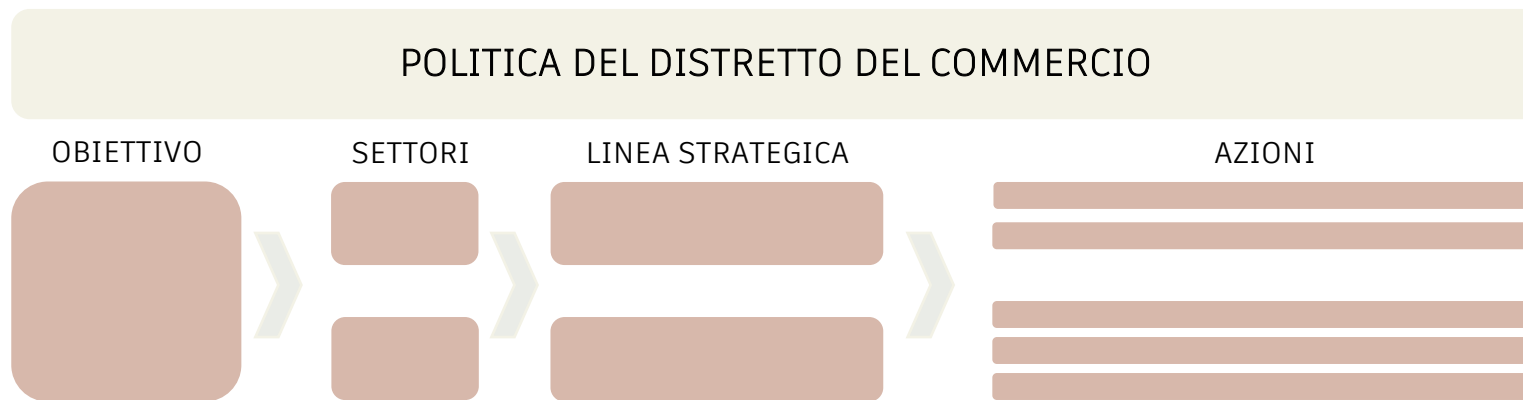 POLITICA DEL DISTRETTO DEL COMMERCIO
OBIETTIVO
SETTORI
LINEA STRATEGICA
AZIONI